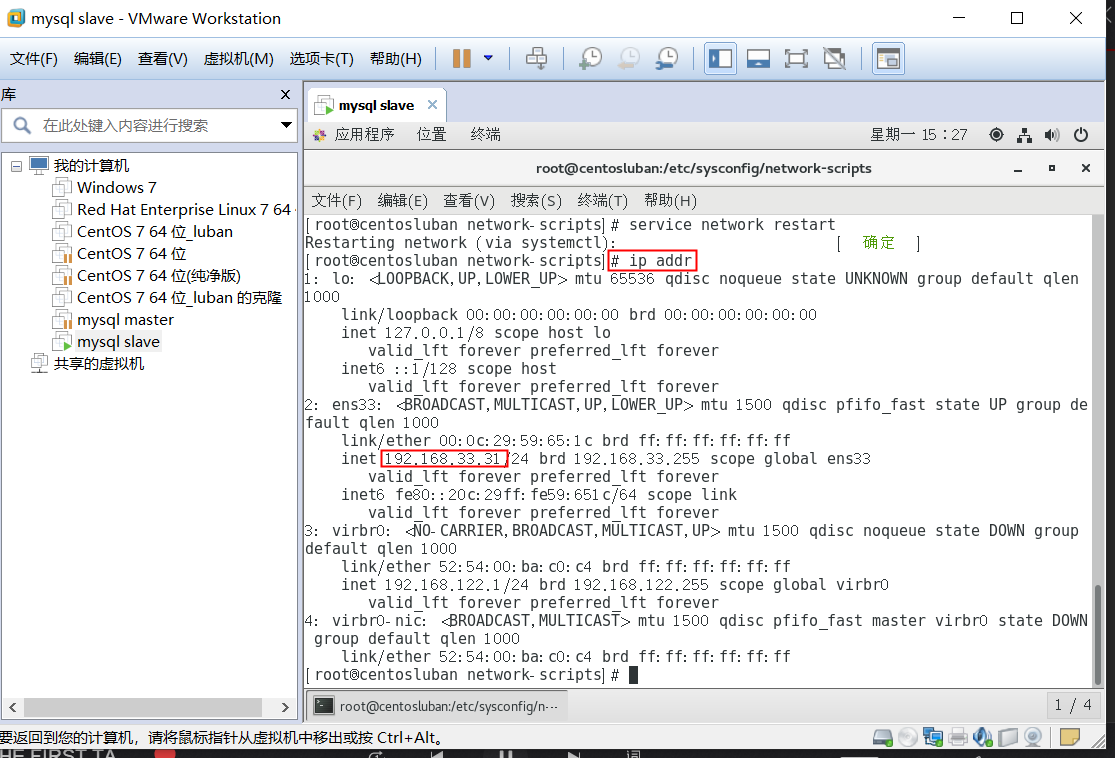 mysql slave - VMware Workstation
文件(F) 编辑(E) 查看(V) 虚拟机(M) 选项卡(T) 帮助(H)
库
在此处键入内容进行搜索
我的计算机
Windows 7
Red Hat Enterprise Linux 7 64
CentOS 7 64 位_luban
CentOS 7 64 位
CentOS 7 64 位(纯净版)
CentOS 7 64 位_luban 的克隆
mysql master
mysql slave
共享的虚拟机
mysql slave
应用程序 位置 终端 星期一 15：27
root@centosluban:/etc/sysconfig/network-scripts
文件(F) 编辑(E) 查看(V) 搜索(S) 终端(T) 帮助(H)
[root@centosluban network-scripts]# service network restart
Restarting network (via systemctl): [ 确定 ]
[root@centosluban network-scripts]# ip addr
1: lo: <LOOPBACK,UP,LOWER_UP> mtu 65536 qdisc noqueue state UNKNOWN group default qlen
1000
link/loopback 00:00:00:00:00:00 brd 00:00:00:00:00:00
inet 127.0.0.1/8 scope host lo
valid_lft forever preferred_lft forever
inet6 ::1/128 scope host
valid_lft forever preferred_lft forever
2: ens33: <BROADCAST,MULTICAST,UP,LOWER_UP> mtu 1500 qdisc pfifo_fast state UP group de
fault qlen 1000
link/ether 00:0c:29:59:65:1c brd ff:ff:ff:ff:ff:ff
inet 192.168.33.31/24 brd 192.168.33.255 scope global ens33
valid_lft forever preferred_lft forever
inet6 fe80::20c:29ff:fe59:651c/64 scope link
valid_lft forever preferred_lft forever
3: virbr0: <NO-CARRIER,BROADCAST,MULTICAST,UP> mtu 1500 qdisc noqueue state DOWN group
default qlen 1000
link/ether 52:54:00:ba:c0:c4 brd ff:ff:ff:ff:ff:ff
inet 192.168.122.1/24 brd 192.168.122.255 scope global virbr0
valid_lft forever preferred_lft forever
4: virbr0-nic: <BROADCAST,MULTICAST> mtu 1500 qdisc pfifo_fast master virbr0 state DOWN
group default qlen 1000
link/ether 52:54:00:ba:c0:c4 brd ff:ff:ff:ff:ff:ff
[root@centosluban network-scripts]#
root@centosluban:/etc/sysconfig/n··· 1 / 4
要返回到您的计算机，请将鼠标指针从虚拟机中移出或按 Ctrl+Alt。
HE FIRST TA